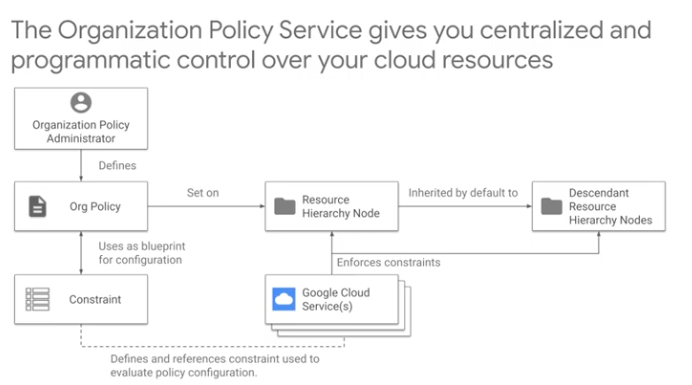 The Organization Policy Service gives you centralized and
programmatic control over your cloud resources
Organization Policy
Administrator
Defines
Org Policy
Set on
Resource
Hierarchy Node
Inherited by default to
Descendant
Resource
Hierarchy Nodes
Uses as blueprint
for configuration
Enforces constraints
Constraint
Google Cloud
Service(s)
Defines and references constraint used to
evaluate policy configuration.